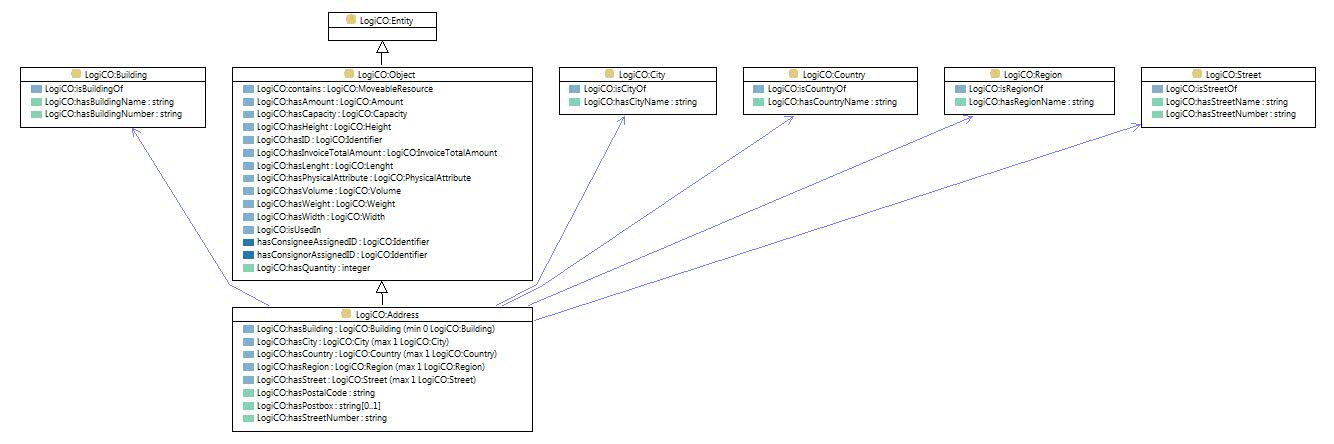 LogiCO:Entity
LogiCO:Building
LogiCO:isBuildingOf
LogiCO:hasBuildingName : string
LogiCO:hasBuildingNumber : string
LogiCO:Object
LogiCO:contains : LogiCO:MoveableResource
LogiCO:hasAmount : LogiCO:Amount
LogiCO:hasCapacity : LogiCO:Capacity
LogiCO:hasHeight : LogiCO:Height
LogiCO:hasID : LogiCO:Identifier
LogiCO:hasInvoiceTotalAmount : LogiCO:InvoiceTotalAmount
LogiCO:hasLenght : LogiCO:Lenght
LogiCO:hasPhysicalAttribute : LogiCO:PhysicalAttribute
LogiCO:hasVolume : LogiCO:Volume
LogiCO:hasWeight : LogiCO:Weight
LogiCO:hasWidth : LogiCO:Width
LogiCO:isUsedIn
hasConsigneeAssignedID : LogiCO:Identifier
hasConsignorAssignedID : LogiCO:Identifier
LogiCO:hasQuantity : integer
LogiCO:City
LogiCO:isCityOf
LogiCO:hasCityName : string
LogiCO:Country
LogiCO:isCountryOf
LogiCO:hasCountryName : string
LogiCO:Region
LogiCO:isRegionOf
LogiCO:hasRegionName : string
LogiCO:Street
LogiCO:isStreetOf
LogiCO:hasStreetName : string
LogiCO:hasStreetNumber : string
LogiCO:Address
LogiCO:hasBuilding : LogiCO:Building (min 0 LogiCO:Building)
LogiCO:hasCity : LogiCO:City (max 1 LogiCO:City)
LogiCO:hasCountry : LogiCO:Country (max 1 LogiCO:Country)
LogiCO:hasRegion : LogiCO:Region (max 1 LogiCO:Region)
LogiCO:hasStreet : LogiCO:Street (max 1 LogiCO:Street)
LogiCO:hasPostalCode : string
LogiCO:hasPostbox : string[0..1]
LogiCO:hasStreetNumber : string